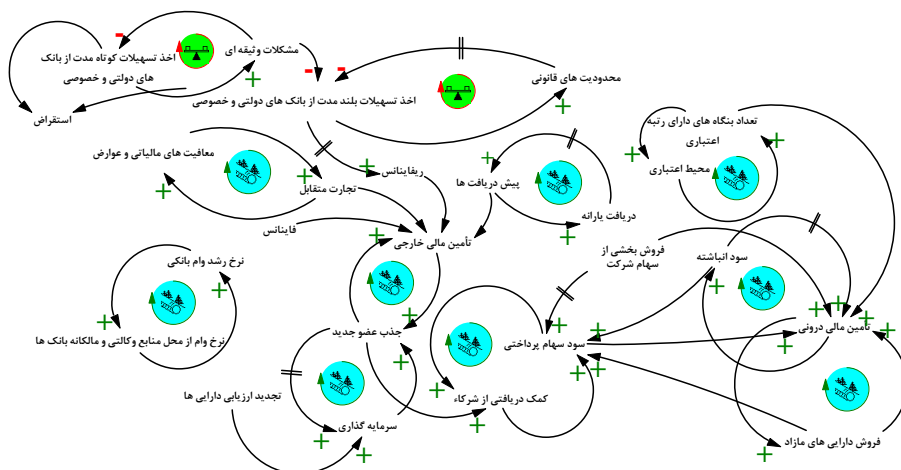 مشکلات وثیقه ای
اخذ تسهیلات کوتاه مدت از بانک
های دولتی و خصوصی
استقراض
محدودیت های قانونی
اخذ تسهیلات بلند مدت از بانک های دولتی و خصوصی
تعداد بنگاه های دارای رتبه
اعتباری
محیط اعتباری
معافیت های مالیاتی و عوارض
تجارت متقابل
ریفاینانس
پیش دریافت ها
دریافت یارانه
فاینانس
تأمین مالی خارجی
فروش بخشی از
سهام شرکت
سود انباشته
نرخ رشد وام بانکی
نرخ وام از محل منابع وکالتی و مالکانه بانک ها
جذب عضو جدید
سود سهام پرداختی
تأمین مالی درونی
تجدید ارزیابی دارایی ها
کمک دریافتی از شرکاء
سرمایه گذاری
فروش دارایی های مازاد